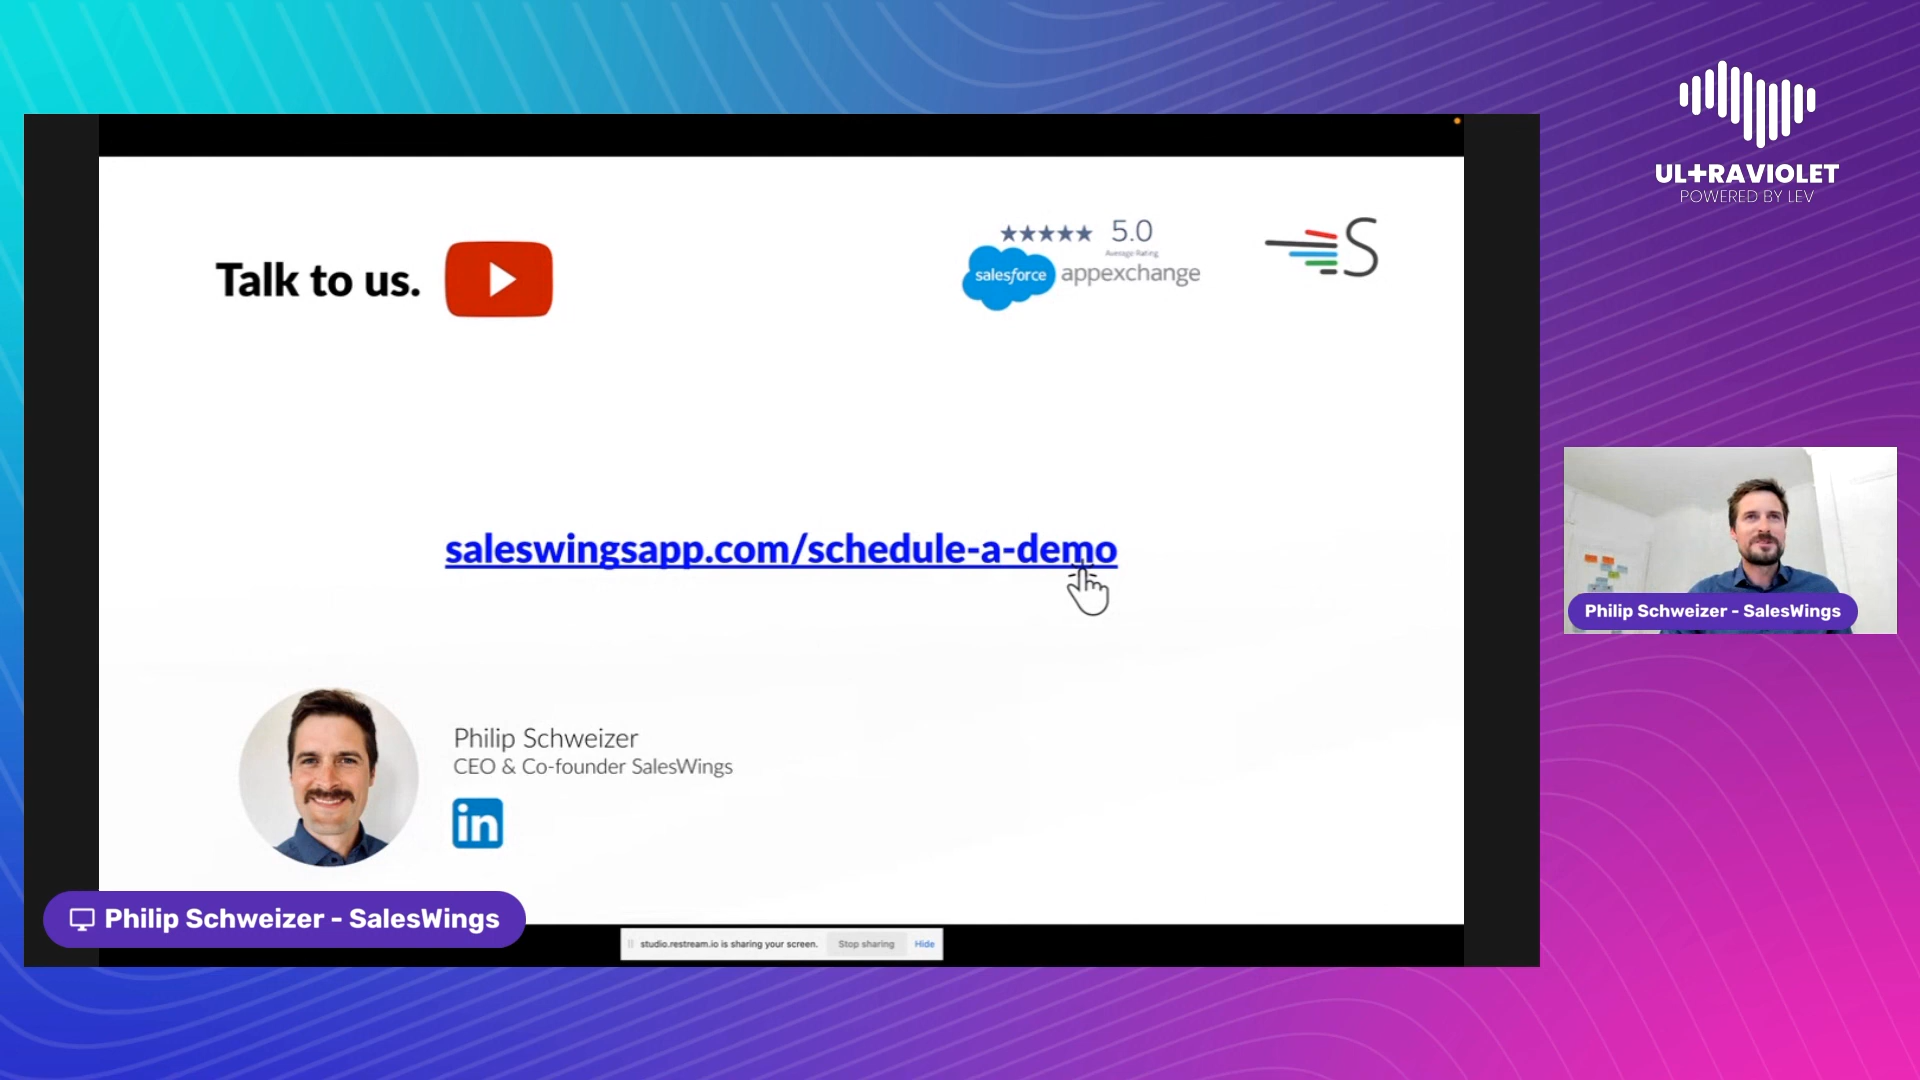 UL+RAVIOLET
POWERED BY LEV
Talk to us.
5.0
Average Rating
salesforce
appexchange
S
saleswingsapp.com/schedule-a-demo
Philip Schweizer - SalesWings
Philip Schweizer
CEO & Co-founder SalesWings
in
Philip Schweizer - SalesWings
studio.restream.io is sharing your screen.
Stop sharing
Hide